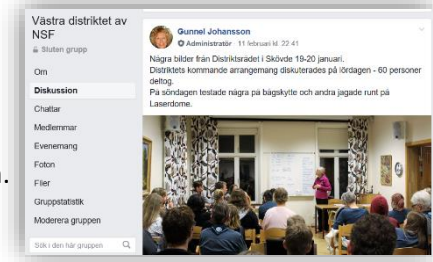 Västra distriktet av
NSF
Sluten grupp
Om
Diskussion
Chattar
Medlemmar
Evenemang
Foton
Filer
Gruppstatistik
Moderera gruppen
Sök i den här gruppen
Gunnel Johansson
Administratör · 11 februari kl. 22:41
Några bilder från Distriktsrådet i Skövde 19-20 januari.
Distriktets kommande arrangemang diskuterades på lördagen - 60 personer
deltog.
På söndagen testade några på bågskytte och andra jagade runt på
Laserdome.